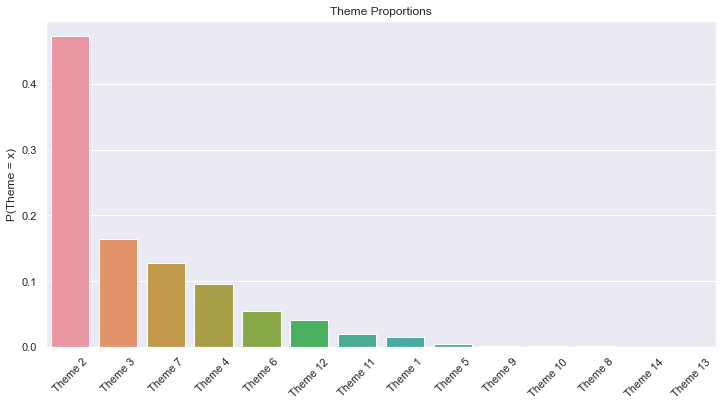 Theme Proportions
P(Theme = x)
0.4
0.3
0.2
0.1
0.0
Theme 2
Theme 3
Theme 7
Theme 4
Theme 6
Theme 12
Theme 11
Theme 1
Theme 5
Theme 9
Theme 10
Theme 8
Theme 14
Theme 13